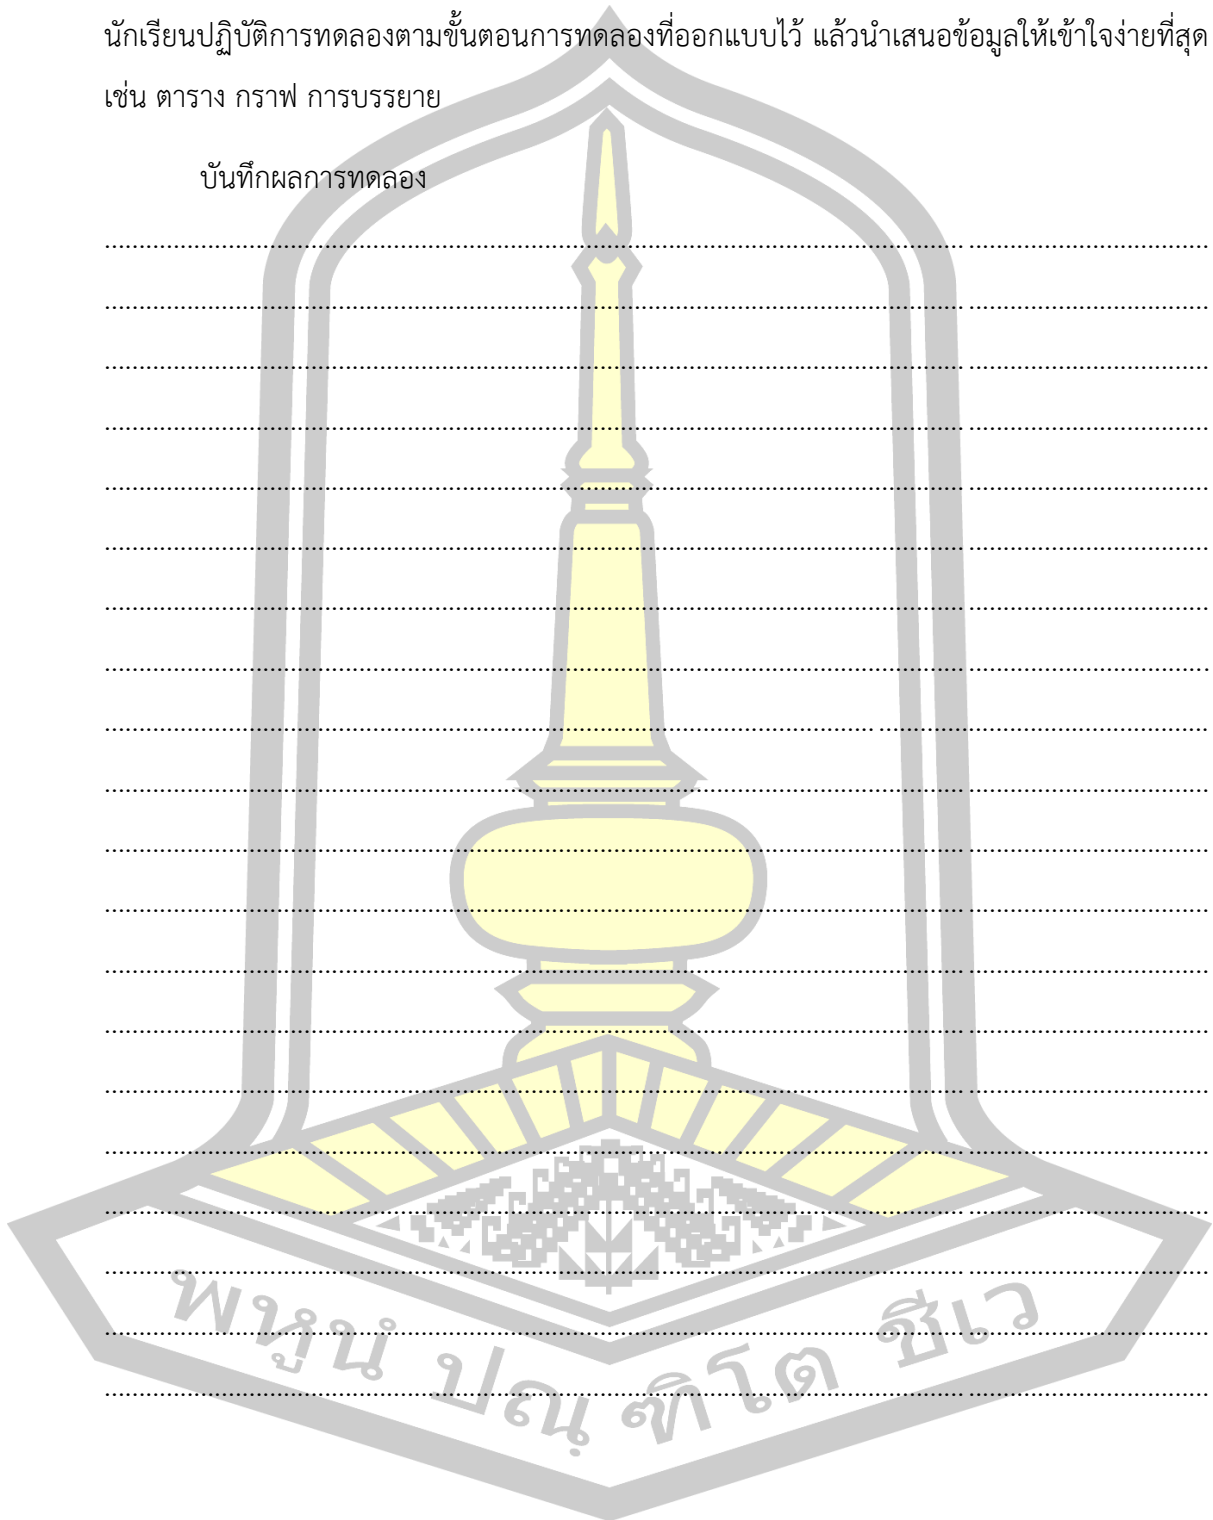 นักเรียนปฏิบัติการทดลองตามขั้นตอนการทดลองที่ออกแบบไว้ แล้วนำเสนอข้อมูลให้เข้าใจง่ายที่สุด
เช่น ตาราง กราฟ การบรรยาย
บันทึกผลการทดลอง
พหูนํ ปณฺฑิโต ชีเว